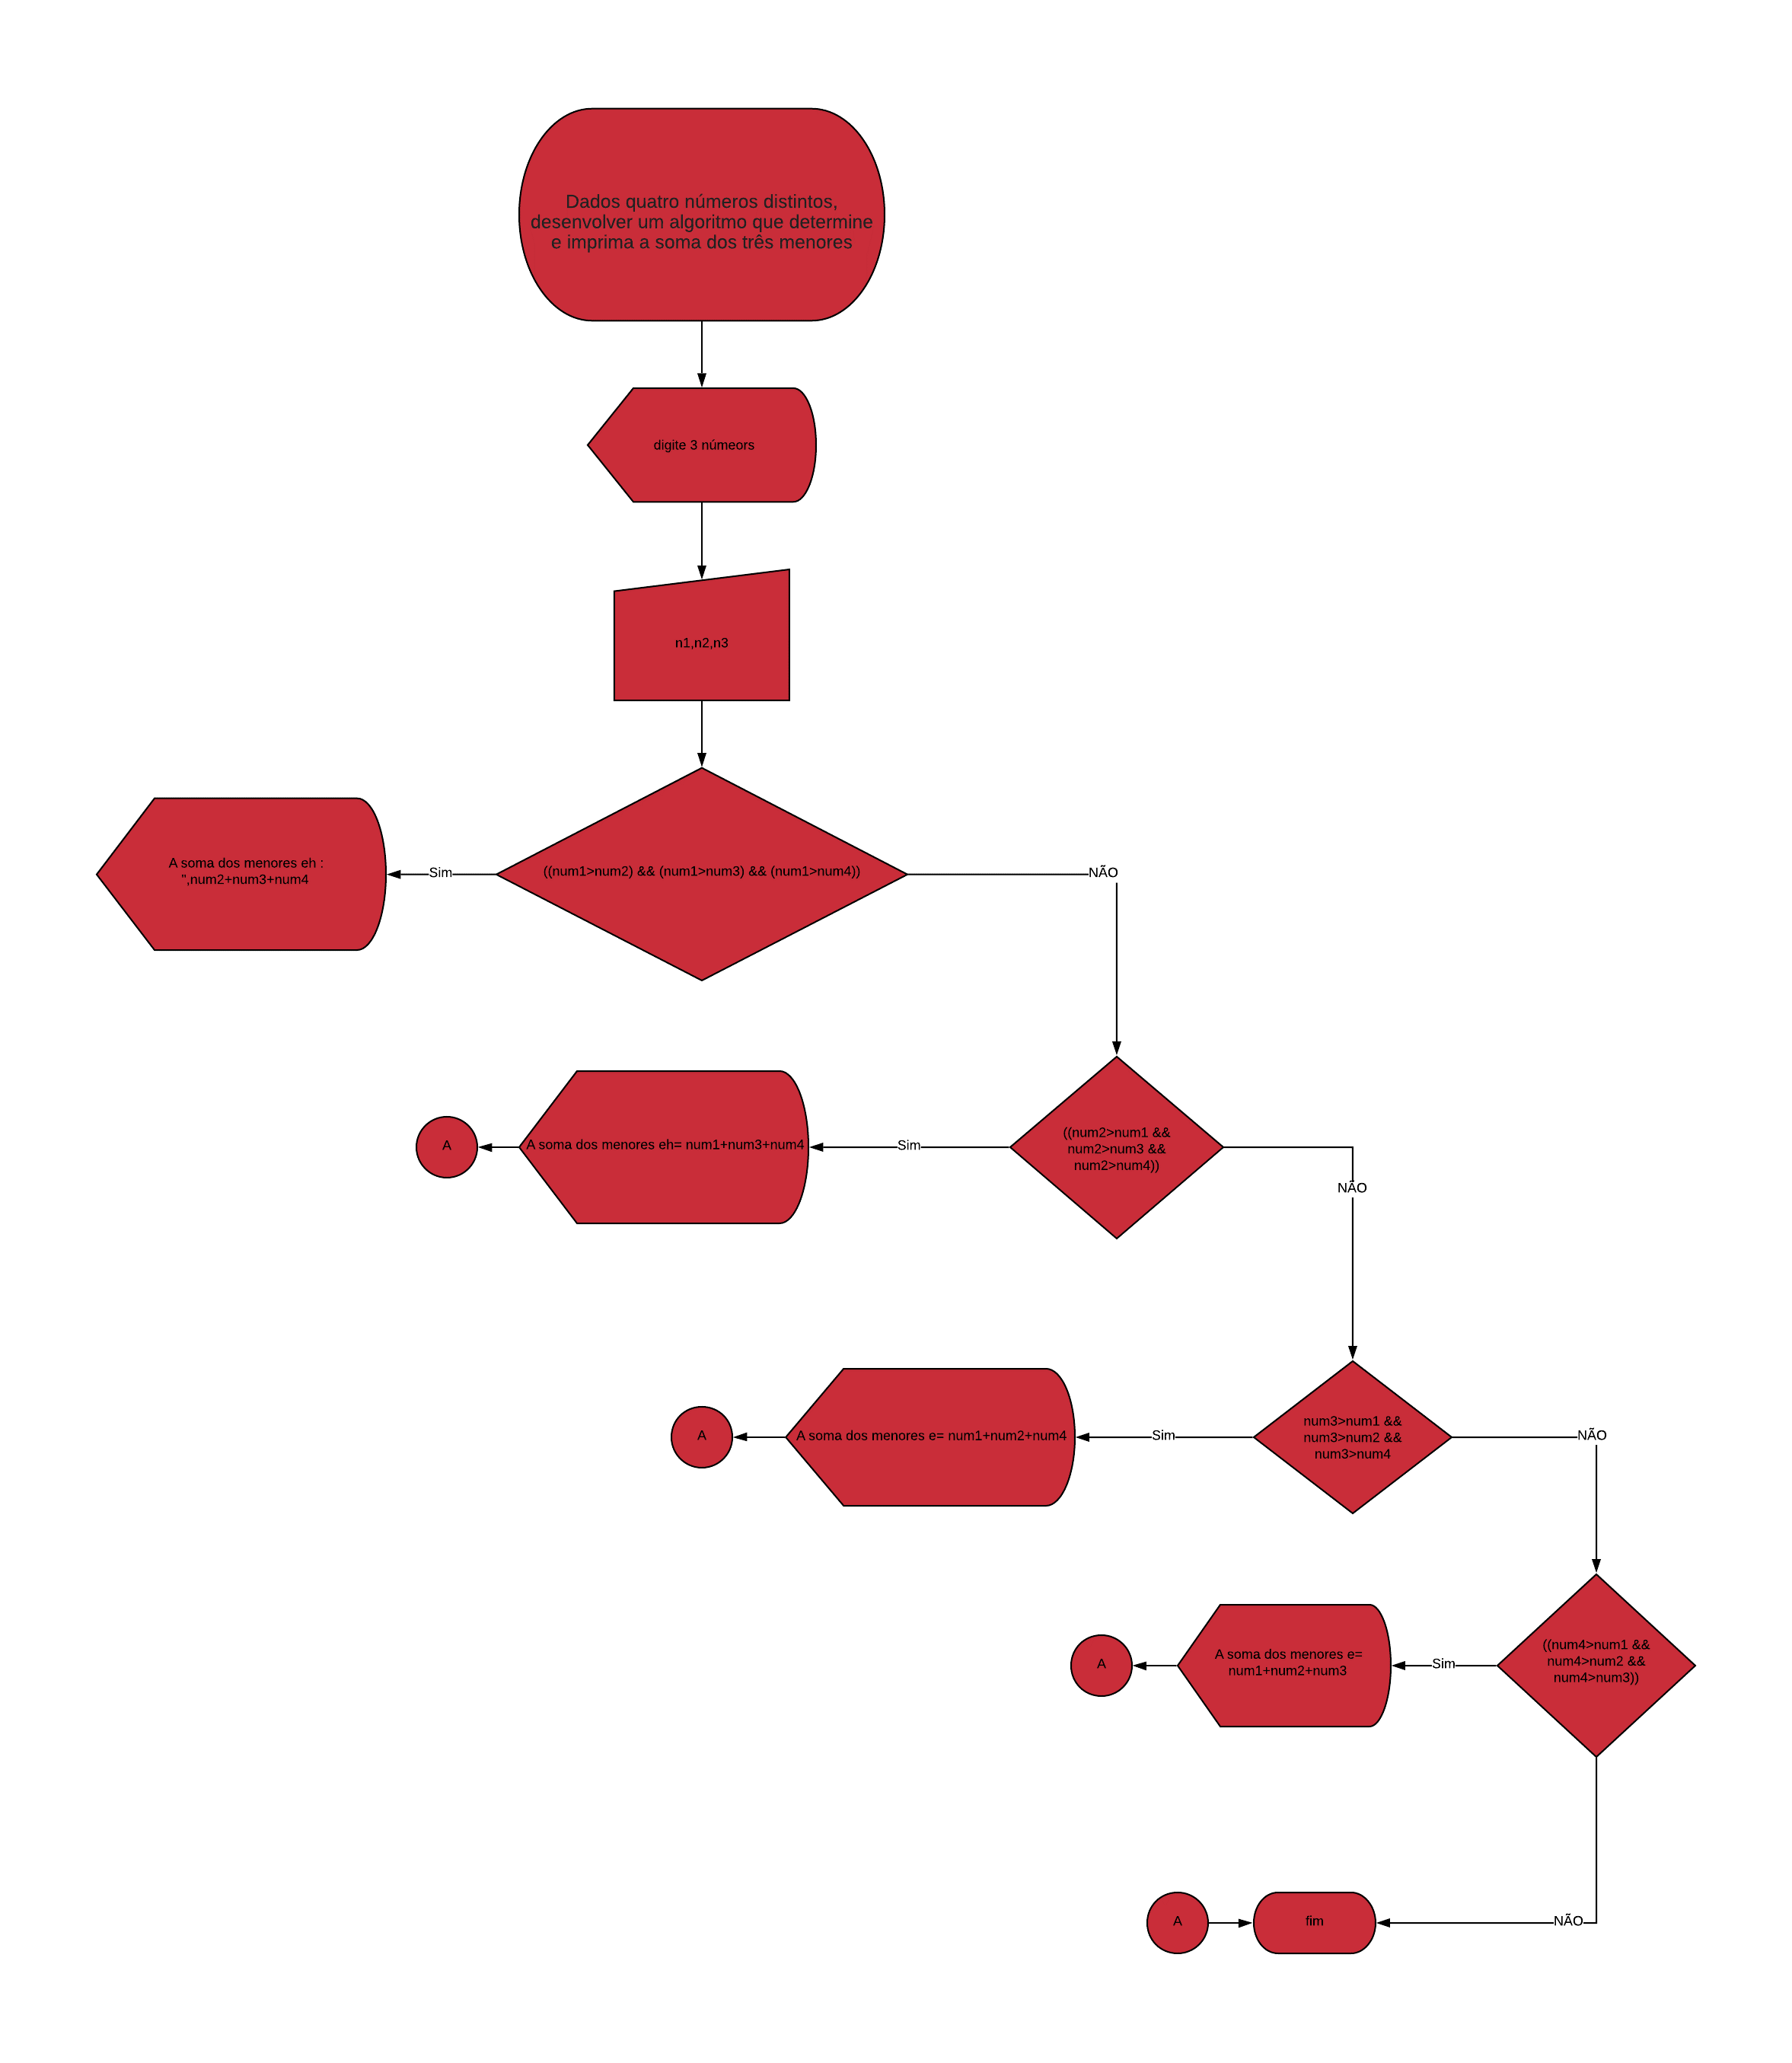 Dados quatro números distintos,
desenvolver um algoritmo que determine
e imprima a soma dos três menores
digite 3 númeors
n1,n2,n3
A soma dos menores eh :
",num2+num3+num4
Sim
((num1>num2) && (num1>num3) && (num1>num4))
NÃO
A
A soma dos menores eh= num1+num3+num4
Sim
((num2>num1 &&
num2>num3 &&
num2>num4))
NÃO
A
A soma dos menores e= num1+num2+num4
Sim
num3>num1 &&
num3>num2 &&
num3>num4
NÃO
A
A soma dos menores e=
num1+num2+num3
Sim
((num4>num1 &&
num4>num2 &&
num4>num3))
A
fim
NÃO